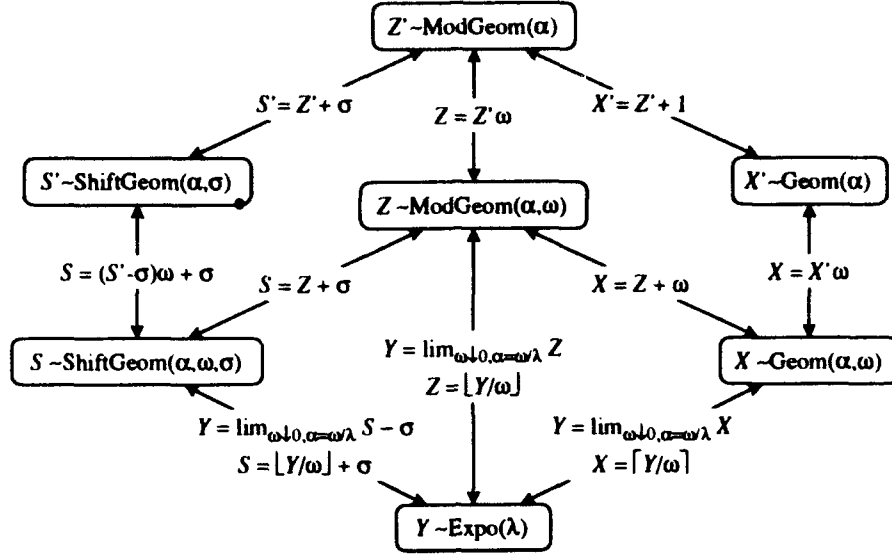 Z'~ModGeom(α)
S'= Z'+ σ
Z = Z'ω
X'= Z'+ 1
S'~ShiftGeom(α,σ)
Z ~ModGeom(α,ω)
X'~Geom(α)
S = (S'-σ)ω + σ
S = Z + σ
X = Z + ω
X = X'ω
S ~ShiftGeom(α,ω,σ)
Y = lim_{ω↓0,α=ω/λ} Z
Z = ⌊Y/ω⌋
X ~Geom(α,ω)
Y = lim_{ω↓0,α=ω/λ} S − σ
S = ⌊Y/ω⌋ + σ
Y = lim_{ω↓0,α=ω/λ} X
X = ⌈Y/ω⌉
Y ~Expo(λ)